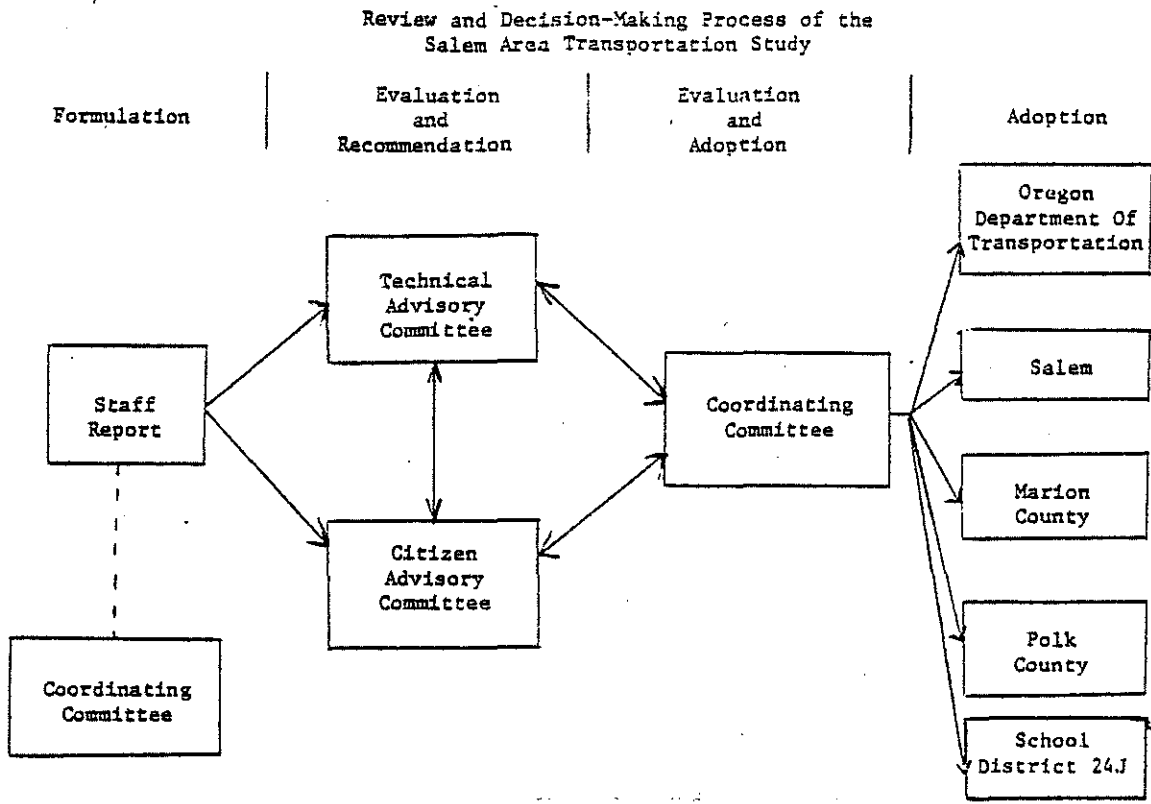 Review and Decision-Making Process of the
Salem Area Transportation Study
Formulation
Evaluation
and
Recommendation
Evaluation
and
Adoption
Adoption
Staff
Report
Coordinating
Committee
Technical
Advisory
Committee
Citizen
Advisory
Committee
Coordinating
Committee
Oregon
Department Of
Transportation
Salem
Marion
County
Polk
County
School
District 24J